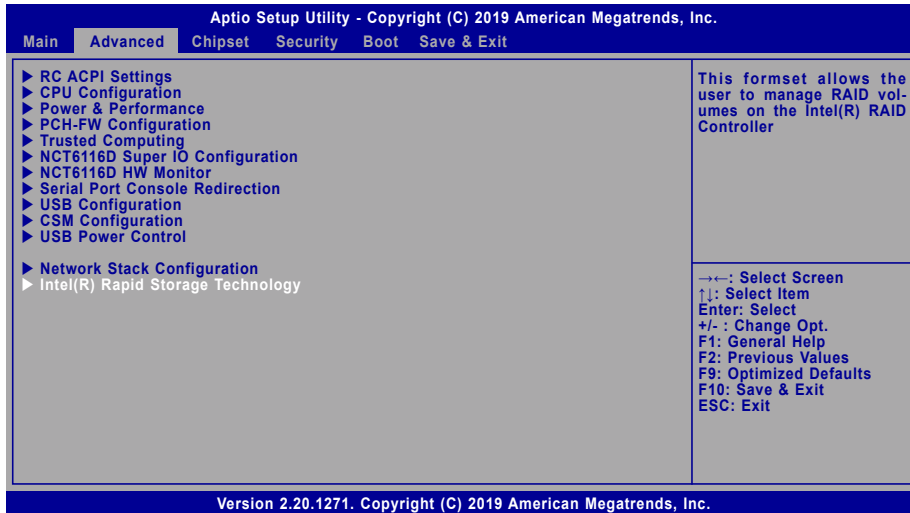 Aptio Setup Utility - Copyright (C) 2019 American Megatrends, Inc.
Main Advanced Chipset Security Boot Save & Exit
▶ RC ACPI Settings
▶ CPU Configuration
▶ Power & Performance
▶ PCH-FW Configuration
▶ Trusted Computing
▶ NCT6116D Super IO Configuration
▶ NCT6116D HW Monitor
▶ Serial Port Console Redirection
▶ USB Configuration
▶ CSM Configuration
▶ USB Power Control
▶ Network Stack Configuration
▶ Intel(R) Rapid Storage Technology
This formset allows the
user to manage RAID vol-
umes on the Intel(R) RAID
Controller
→←: Select Screen
↑↓: Select Item
Enter: Select
+/- : Change Opt.
F1: General Help
F2: Previous Values
F9: Optimized Defaults
F10: Save & Exit
ESC: Exit
Version 2.20.1271. Copyright (C) 2019 American Megatrends, Inc.